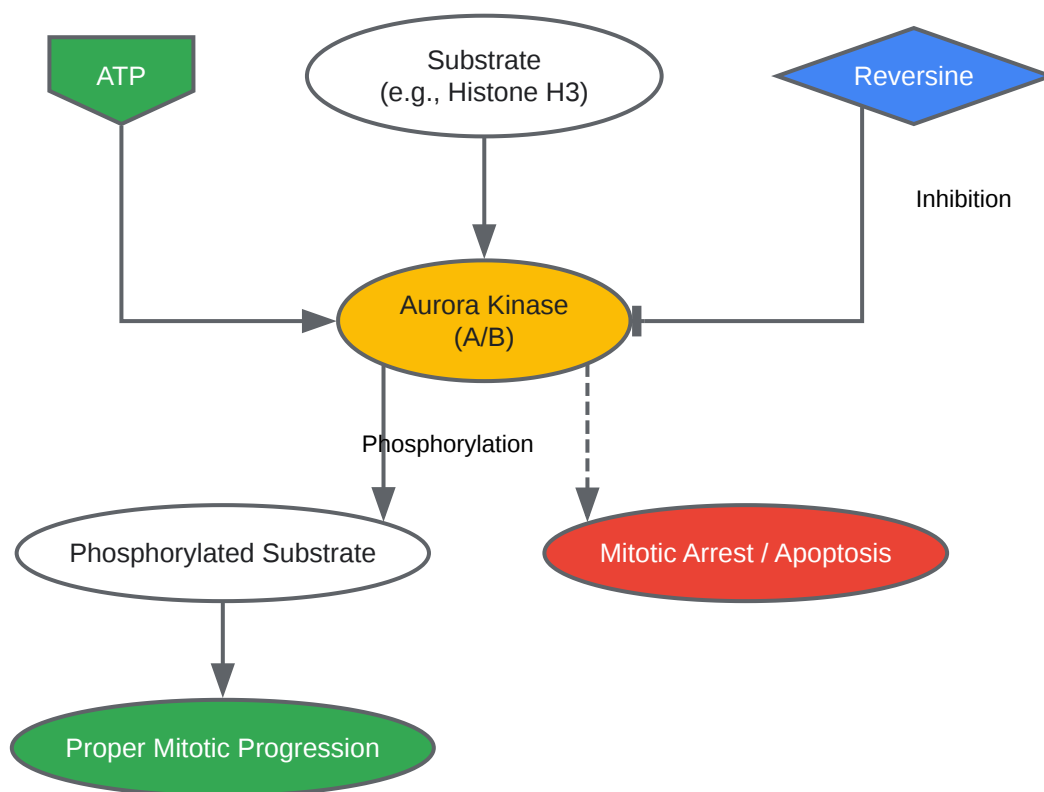 ATP
Substrate
(e.g., Histone H3)
Reversine
Inhibition
Aurora Kinase
(A/B)
Phosphorylation
Phosphorylated Substrate
Mitotic Arrest / Apoptosis
Proper Mitotic Progression